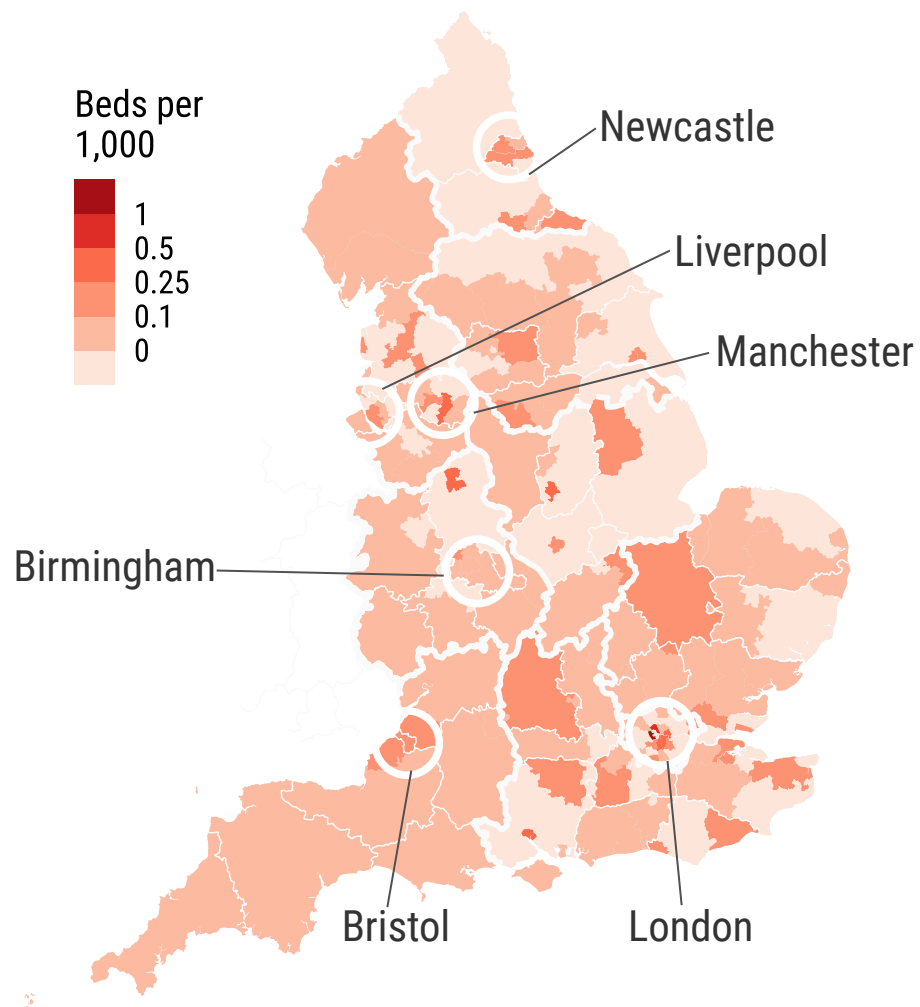 Beds per
1,000
1
0.5
0.25
0.1
0
Newcastle
Liverpool
Manchester
Birmingham
Bristol
London